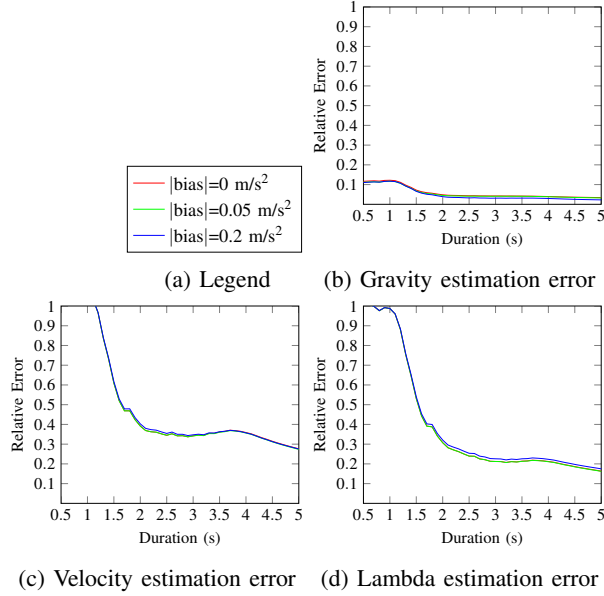 |bias|=0 m/s²
|bias|=0.05 m/s²
|bias|=0.2 m/s²
(a) Legend
1
0.9
0.8
0.7
0.6
0.5
0.4
0.3
0.2
0.1
Relative Error
0.5 1 1.5 2 2.5 3 3.5 4 4.5 5
Duration (s)
(b) Gravity estimation error
1
0.9
0.8
0.7
0.6
0.5
0.4
0.3
0.2
0.1
Relative Error
0.5 1 1.5 2 2.5 3 3.5 4 4.5 5
Duration (s)
(c) Velocity estimation error
1
0.9
0.8
0.7
0.6
0.5
0.4
0.3
0.2
0.1
Relative Error
0.5 1 1.5 2 2.5 3 3.5 4 4.5 5
Duration (s)
(d) Lambda estimation error